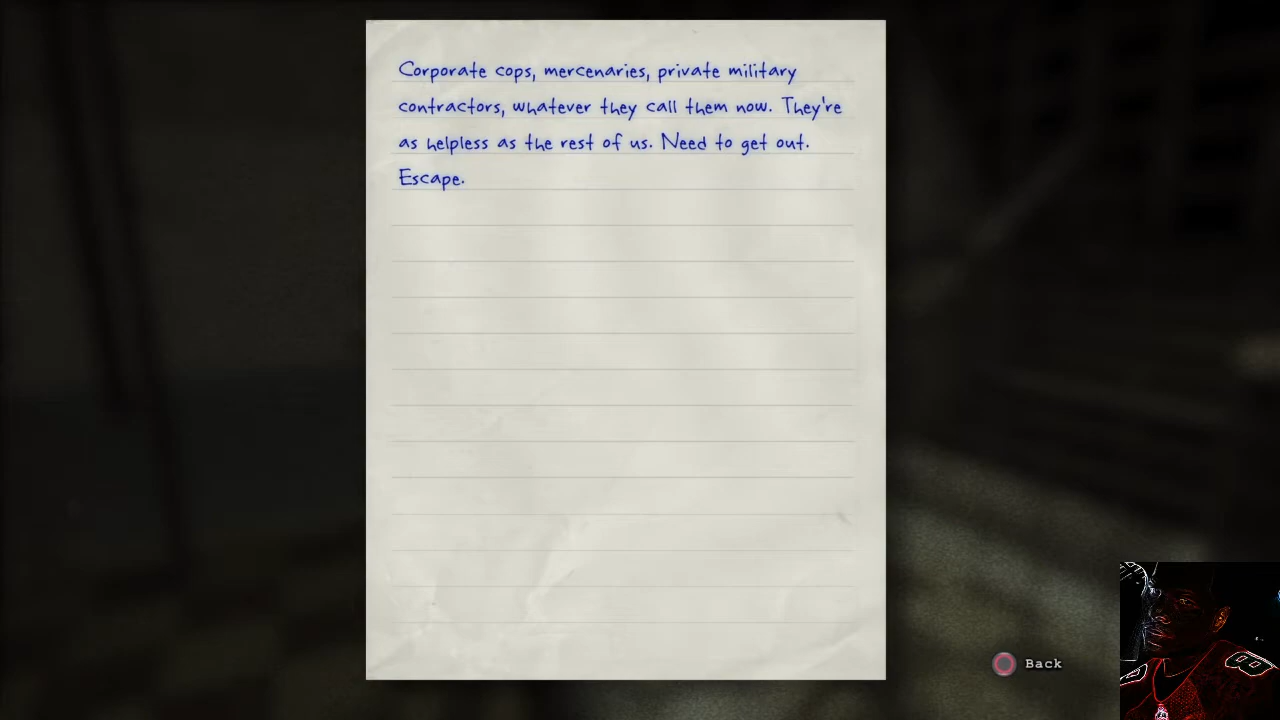 Corporate cops, mercenaries, private military
contractors, whatever they call them now. They're
as helpless as the rest of us. Need to get out.
Escape.
Back